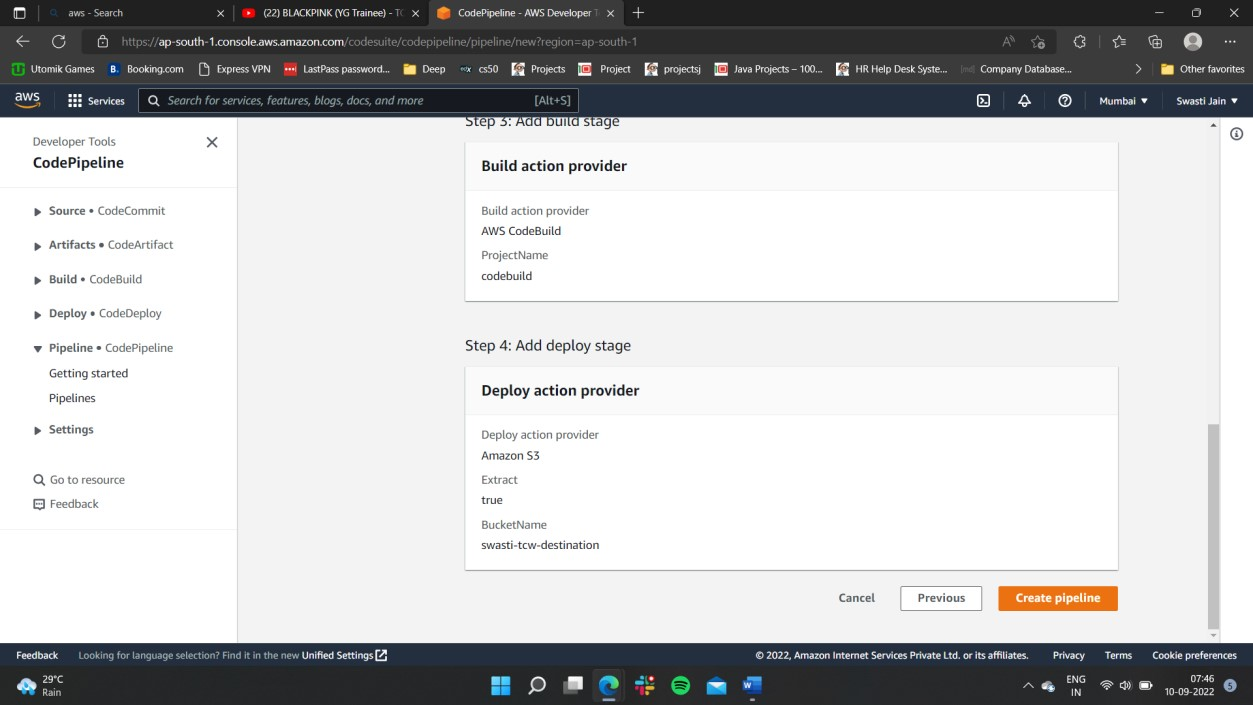 aws - Search
(22) BLACKPINK (YG Trainee) - TC
CodePipeline - AWS Developer T
https://ap-south-1.console.aws.amazon.com/codesuite/codepipeline/pipeline/new?region=ap-south-1
Utomik Games
B. Booking.com
Express VPN
LastPass password...
Deep
cs50
Projects
Project
projectsj
Java Projects – 100...
HR Help Desk Syste...
Company Database...
Other favorites
aws
Services
Search for services, features, blogs, docs, and more
[Alt+S]
Mumbai
Swasti Jain
Developer Tools
CodePipeline
Source • CodeCommit
Artifacts • CodeArtifact
Build • CodeBuild
Deploy • CodeDeploy
Pipeline • CodePipeline
Getting started
Pipelines
Settings
Go to resource
Feedback
Step 3: Add build stage
Build action provider
Build action provider
AWS CodeBuild
ProjectName
codebuild
Step 4: Add deploy stage
Deploy action provider
Deploy action provider
Amazon S3
Extract
true
BucketName
swasti-tcw-destination
Cancel
Previous
Create pipeline
Feedback
Looking for language selection? Find it in the new Unified Settings
© 2022, Amazon Internet Services Private Ltd. or its affiliates.
Privacy
Terms
Cookie preferences
29°C
Rain
ENG
IN
07:46
10-09-2022
5